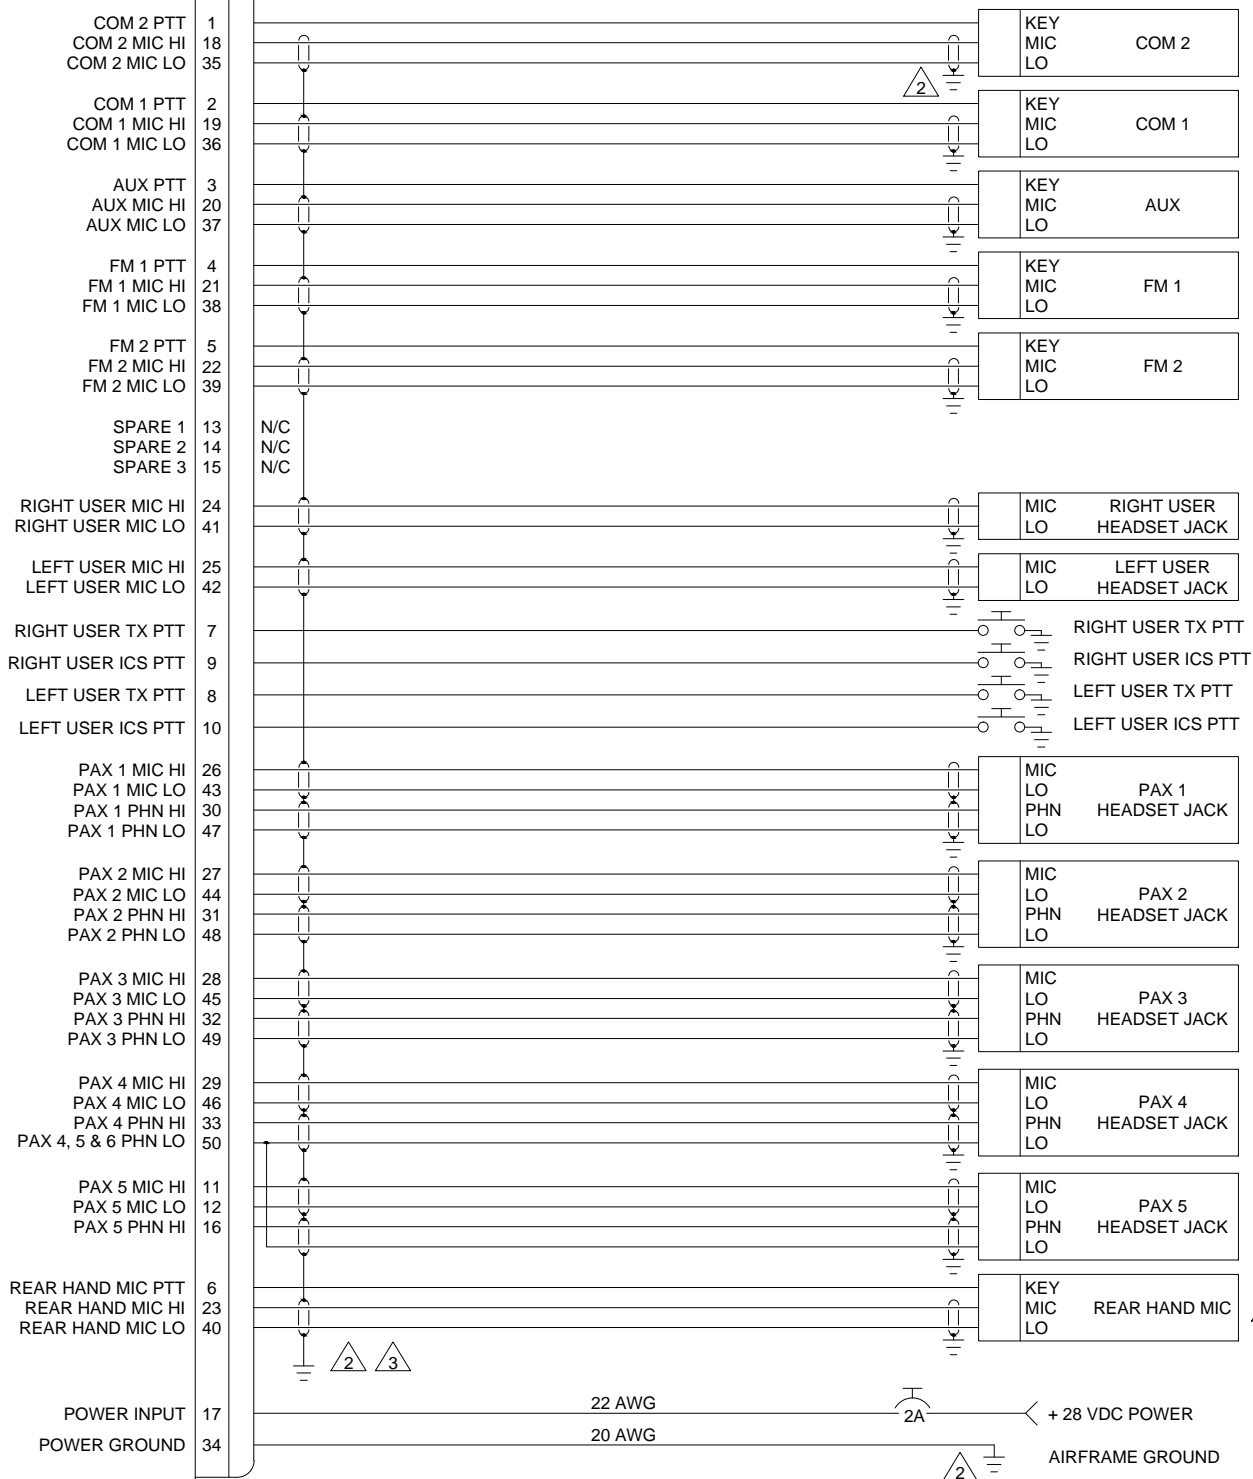 COM 2 PTT 1 KEY
COM 2 MIC HI 18 MIC COM 2
COM 2 MIC LO 35 LO
2
COM 1 PTT 2 KEY
COM 1 MIC HI 19 MIC COM 1
COM 1 MIC LO 36 LO
AUX PTT 3 KEY
AUX MIC HI 20 MIC AUX
AUX MIC LO 37 LO
FM 1 PTT 4 KEY
FM 1 MIC HI 21 MIC FM 1
FM 1 MIC LO 38 LO
FM 2 PTT 5 KEY
FM 2 MIC HI 22 MIC FM 2
FM 2 MIC LO 39 LO
SPARE 1 13 N/C
SPARE 2 14 N/C
SPARE 3 15 N/C
RIGHT USER MIC HI 24 MIC RIGHT USER
RIGHT USER MIC LO 41 LO HEADSET JACK
LEFT USER MIC HI 25 MIC LEFT USER
LEFT USER MIC LO 42 LO HEADSET JACK
RIGHT USER TX PTT 7 RIGHT USER TX PTT
RIGHT USER ICS PTT 9 RIGHT USER ICS PTT
LEFT USER TX PTT 8 LEFT USER TX PTT
LEFT USER ICS PTT 10 LEFT USER ICS PTT
PAX 1 MIC HI 26 MIC
PAX 1 MIC LO 43 LO PAX 1
PAX 1 PHN HI 30 PHN HEADSET JACK
PAX 1 PHN LO 47 LO
PAX 2 MIC HI 27 MIC
PAX 2 MIC LO 44 LO PAX 2
PAX 2 PHN HI 31 PHN HEADSET JACK
PAX 2 PHN LO 48 LO
PAX 3 MIC HI 28 MIC
PAX 3 MIC LO 45 LO PAX 3
PAX 3 PHN HI 32 PHN HEADSET JACK
PAX 3 PHN LO 49 LO
PAX 4 MIC HI 29 MIC
PAX 4 MIC LO 46 LO PAX 4
PAX 4 PHN HI 33 PHN HEADSET JACK
PAX 4, 5 & 6 PHN LO 50 LO
PAX 5 MIC HI 11 MIC
PAX 5 MIC LO 12 LO PAX 5
PAX 5 PHN HI 16 PHN HEADSET JACK
LO
REAR HAND MIC PTT 6 KEY
REAR HAND MIC HI 23 MIC REAR HAND MIC
REAR HAND MIC LO 40 LO
2 3
22 AWG
POWER INPUT 17 2A + 28 VDC POWER
20 AWG
POWER GROUND 34 AIRFRAME GROUND
2